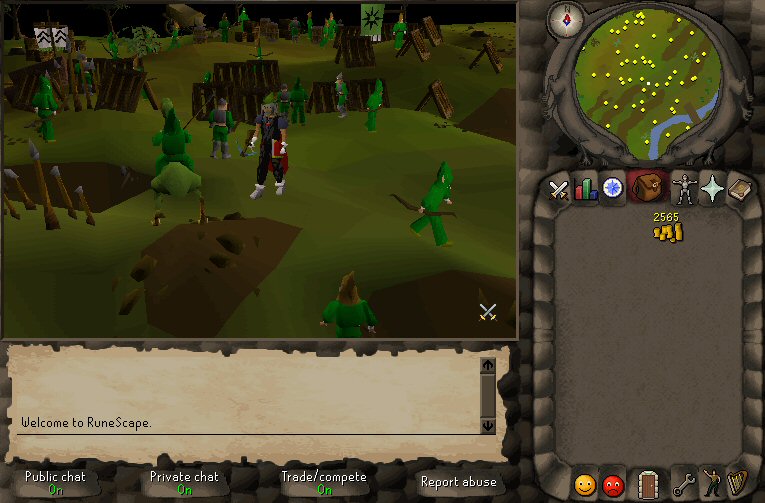 N
2565
Welcome to RuneScape.
Public chat
On
Private chat
On
Trade/compete
On
Report abuse